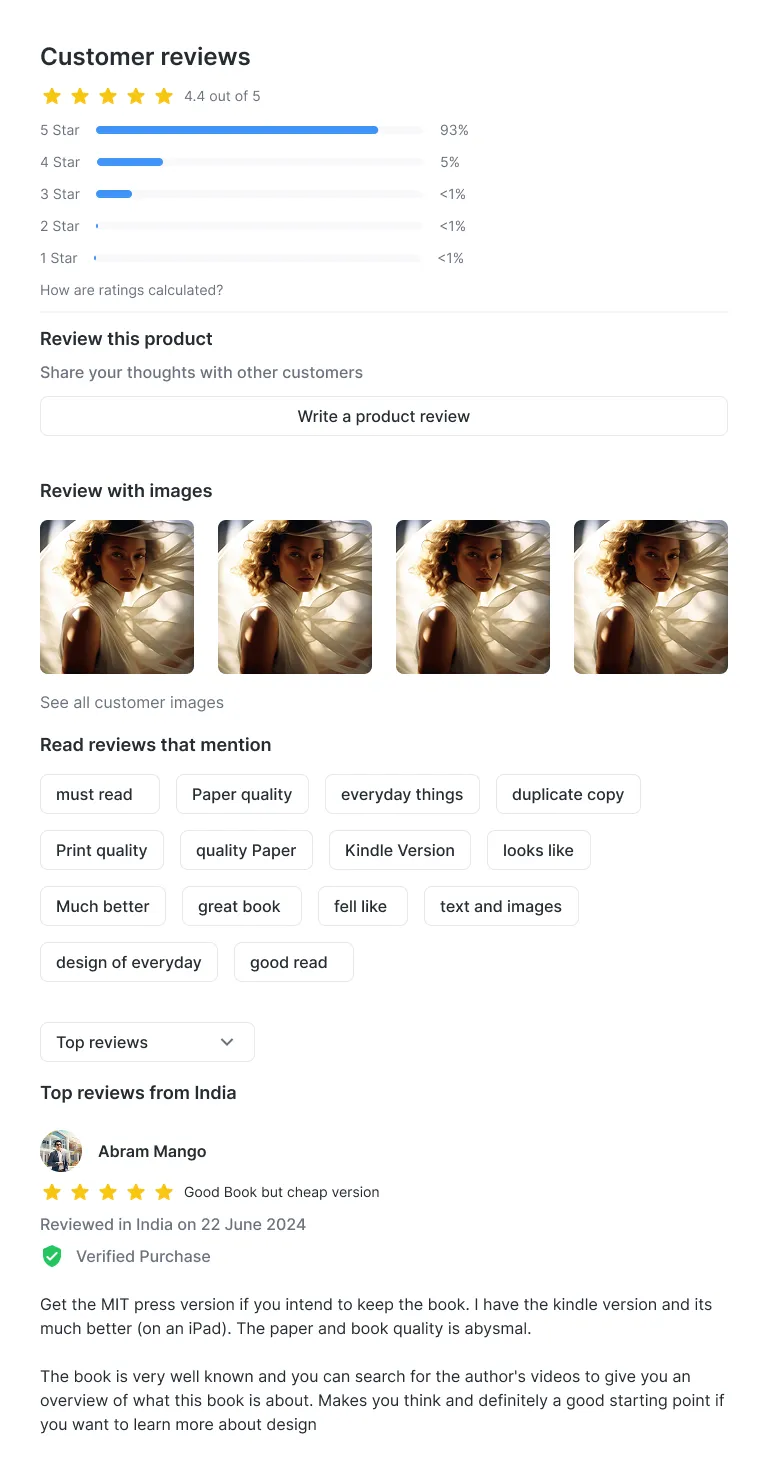 Customer reviews
4.4 out of 5
5 Star 93%
4 Star 5%
3 Star <1%
2 Star <1%
1 Star <1%
How are ratings calculated?
Review this product
Share your thoughts with other customers
Write a product review
Review with images
See all customer images
Read reviews that mention
must read Paper quality everyday things duplicate copy
Print quality quality Paper Kindle Version looks like
Much better great book fell like text and images
design of everyday good read
Top reviews
Top reviews from India
Abram Mango
Good Book but cheap version
Reviewed in India on 22 June 2024
Verified Purchase
Get the MIT press version if you intend to keep the book. I have the kindle version and its
much better (on an iPad). The paper and book quality is abysmal.
The book is very well known and you can search for the author's videos to give you an
overview of what this book is about. Makes you think and definitely a good starting point if
you want to learn more about design